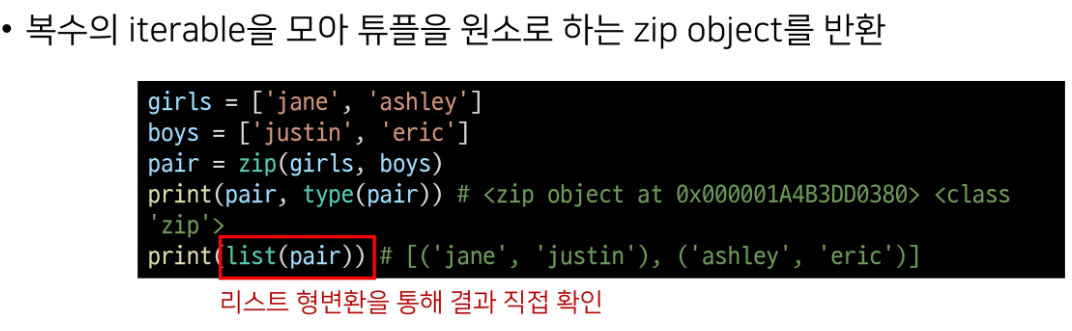 • 복수의 iterable을 모아 튜플을 원소로 하는 zip object를 반환
girls = ['jane', 'ashley']
boys = ['justin', 'eric']
pair = zip(girls, boys)
print(pair, type(pair)) # <zip object at 0x000001A4B3DD0380> <class
'zip'>
print(list(pair)) # [('jane', 'justin'), ('ashley', 'eric')]
리스트 형변환을 통해 결과 직접 확인